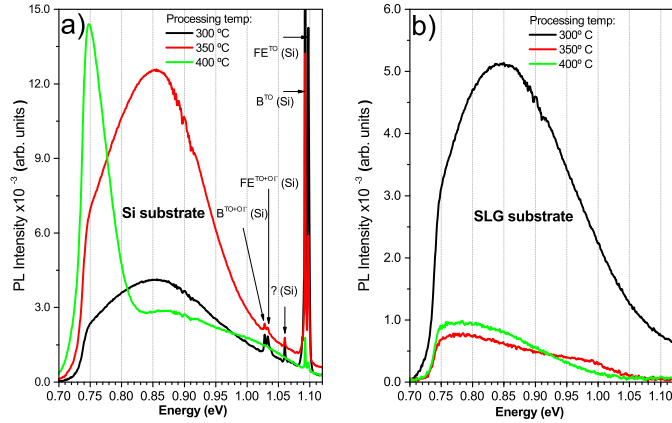 a)
Processing temp:
300 ºC
350 ºC
400 ºC
FE^TO (Si)
B^TO (Si)
FE^TO+OΓ (Si)
B^TO+OΓ (Si)
? (Si)
Si substrate
PL Intensity x10⁻³ (arb. units)
15.0
12.0
9.0
6.0
3.0
0.0
0.70 0.75 0.80 0.85 0.90 0.95 1.00 1.05 1.10
Energy (eV)
b)
Processing temp:
300º C
350º C
400º C
SLG substrate
PL Intensity x10⁻³ (arb. units)
6.0
5.0
4.0
3.0
2.0
1.0
0.0
0.70 0.75 0.80 0.85 0.90 0.95 1.00 1.05 1.10
Energy (eV)